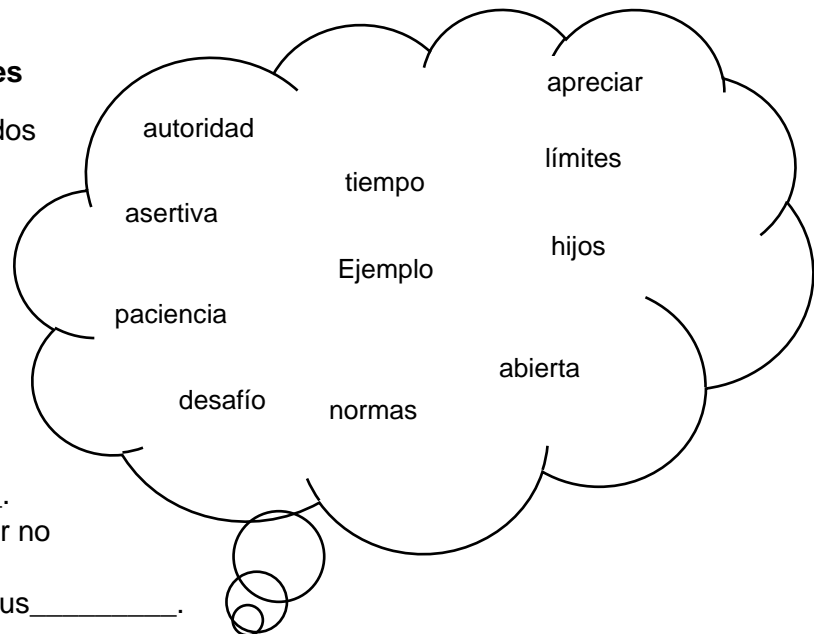 es
dos
apreciar
autoridad
límites
tiempo
asertiva
hijos
Ejemplo
paciencia
abierta
desafío
normas
_.
r no
us_________.